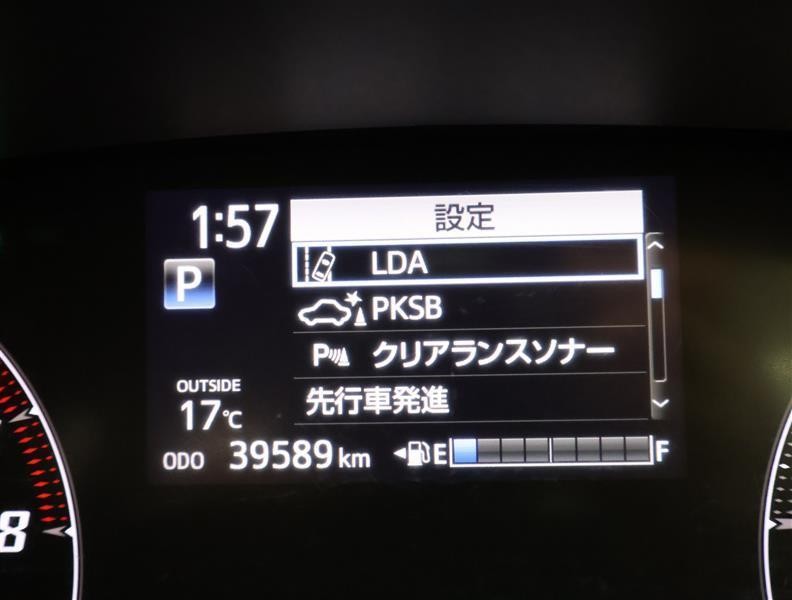 1:57
設定
LDA
P
PKSB
P クリアランスソナー
先行車発進
OUTSIDE
17℃
ODO 39589 km
E F
8